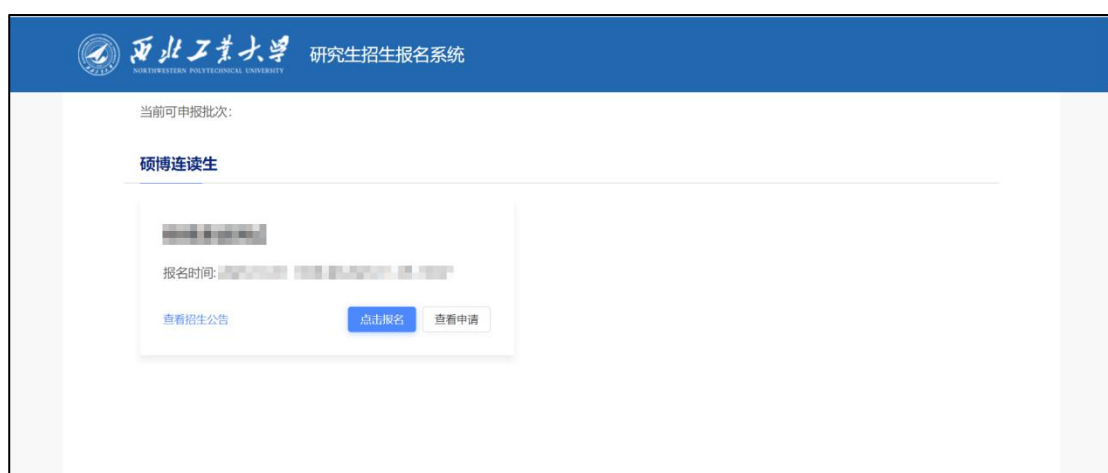 西北工业大学 研究生招生报名系统
NORTHWESTERN POLYTECHNICAL UNIVERSITY
当前可申报批次:
硕博连读生
报名时间:
查看招生公告 点击报名 查看申请